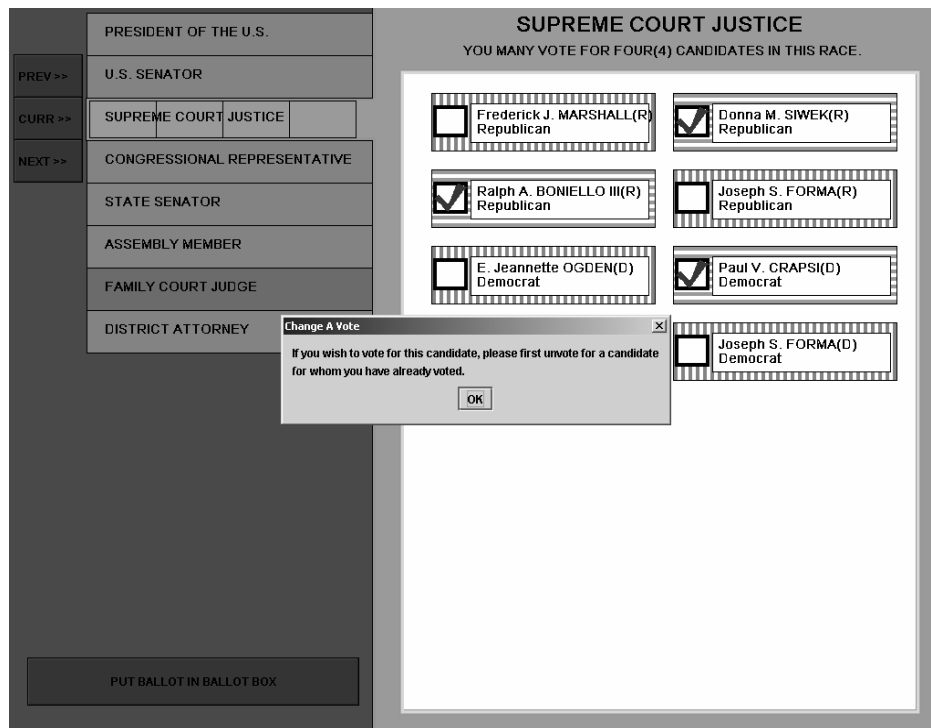 PRESIDENT OF THE U.S.
PREV >>
U.S. SENATOR
CURR >>
SUPREME COURT JUSTICE
NEXT >>
CONGRESSIONAL REPRESENTATIVE
STATE SENATOR
ASSEMBLY MEMBER
FAMILY COURT JUDGE
DISTRICT ATTORNEY
PUT BALLOT IN BALLOT BOX
SUPREME COURT JUSTICE
YOU MANY VOTE FOR FOUR(4) CANDIDATES IN THIS RACE.
Frederick J. MARSHALL(R)
Republican
Donna M. SIWEK(R)
Republican
Ralph A. BONIELLO III(R)
Republican
Joseph S. FORMA(R)
Republican
E. Jeannette OGDEN(D)
Democrat
Paul V. CRAPSI(D)
Democrat
Joseph S. FORMA(D)
Democrat
Change A Vote
If you wish to vote for this candidate, please first unvote for a candidate
for whom you have already voted.
OK